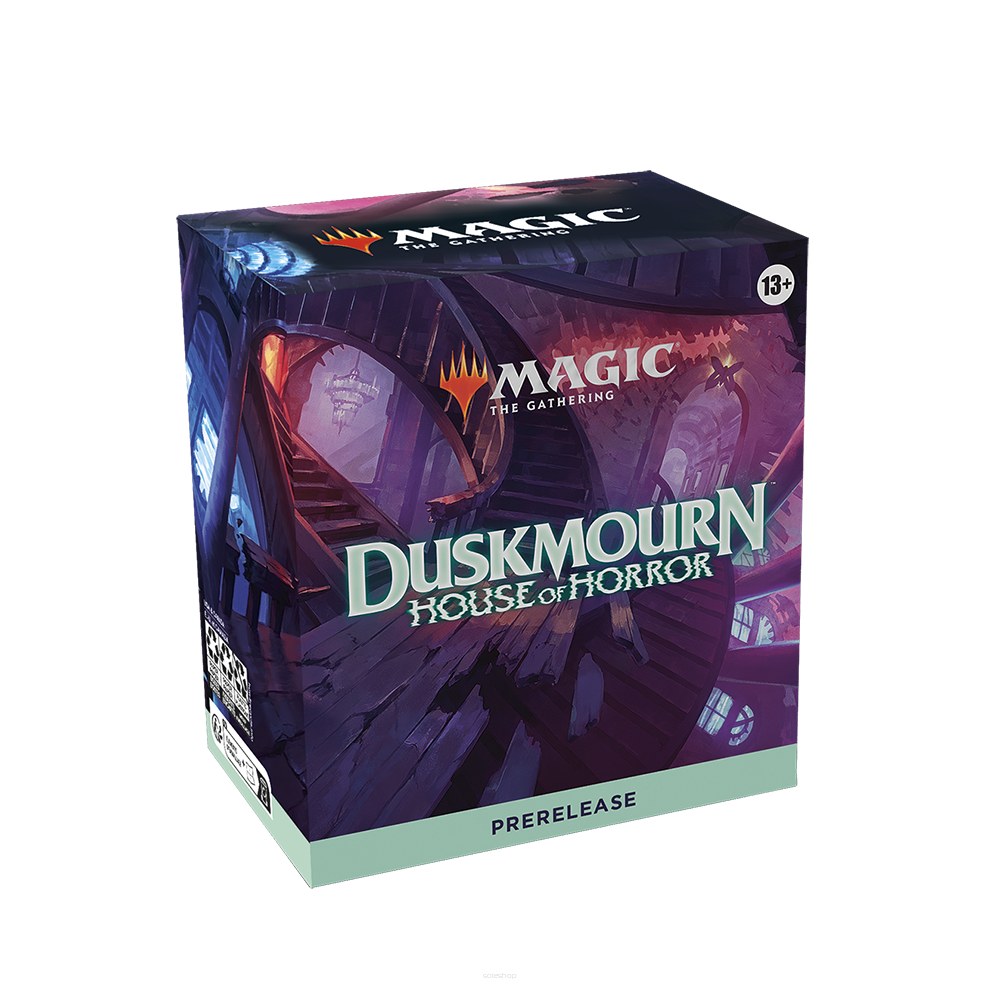 MAGIC
THE GATHERING
13+
MAGIC
THE GATHERING
DUSKMOURN
HOUSE OF HORROR
PRERELEASE